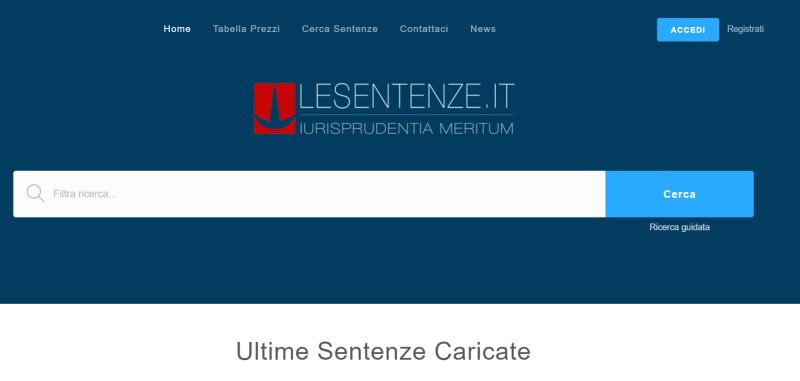 Home Tabella Prezzi Cerca Sentenze Contattaci News ACCEDI Registrati
LESENTENZE.IT
IURISPRUDENTIA MERITUM
Filtra ricerca... Cerca
Ricerca guidata
Ultime Sentenze Caricate